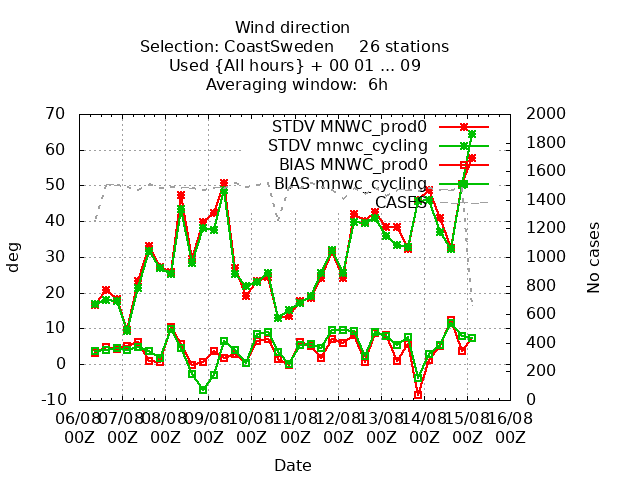 Wind direction
Selection: CoastSweden     26 stations
Used {All hours} + 00 01 ... 09
Averaging window:  6h
STDV MNWC_prod0
STDV mnwc_cycling
BIAS MNWC_prod0
BIAS mnwc_cycling
CASES
deg
70
60
50
40
30
20
10
0
-10
No cases
2000
1800
1600
1400
1200
1000
800
600
400
200
0
06/08 07/08 08/08 09/08 10/08 11/08 12/08 13/08 14/08 15/08 16/08
00Z 00Z 00Z 00Z 00Z 00Z 00Z 00Z 00Z 00Z 00Z
Date